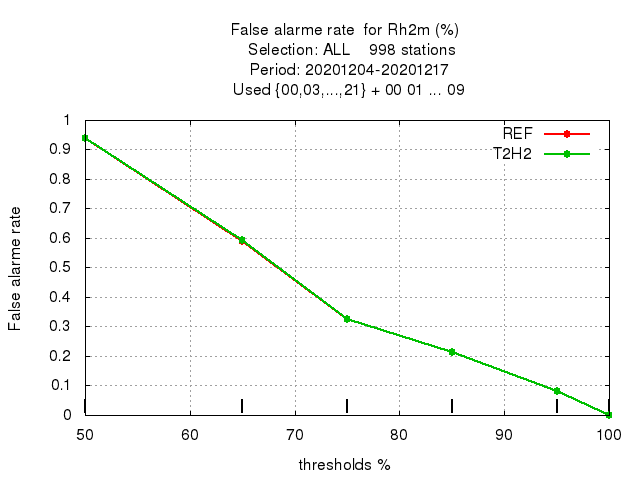 False alarme rate  for Rh2m (%)
Selection: ALL    998 stations
Period: 20201204-20201217
Used {00,03,...,21} + 00 01 ... 09
REF
T2H2
1
0.9
0.8
0.7
0.6
0.5
0.4
0.3
0.2
0.1
0
False alarme rate
50 60 70 80 90 100
thresholds %